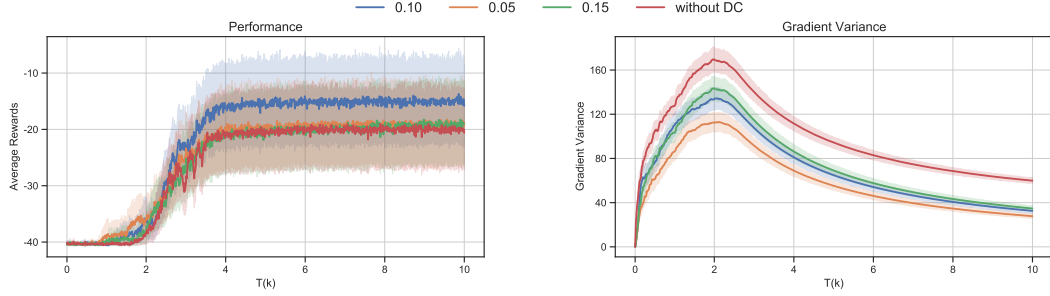 0.10 0.05 0.15 without DC
Performance
Average Rewards
-10
-20
-30
-40
0 2 4 6 8 10
T(k)
Gradient Variance
Gradient Variance
160
120
80
40
0
0 2 4 6 8 10
T(k)